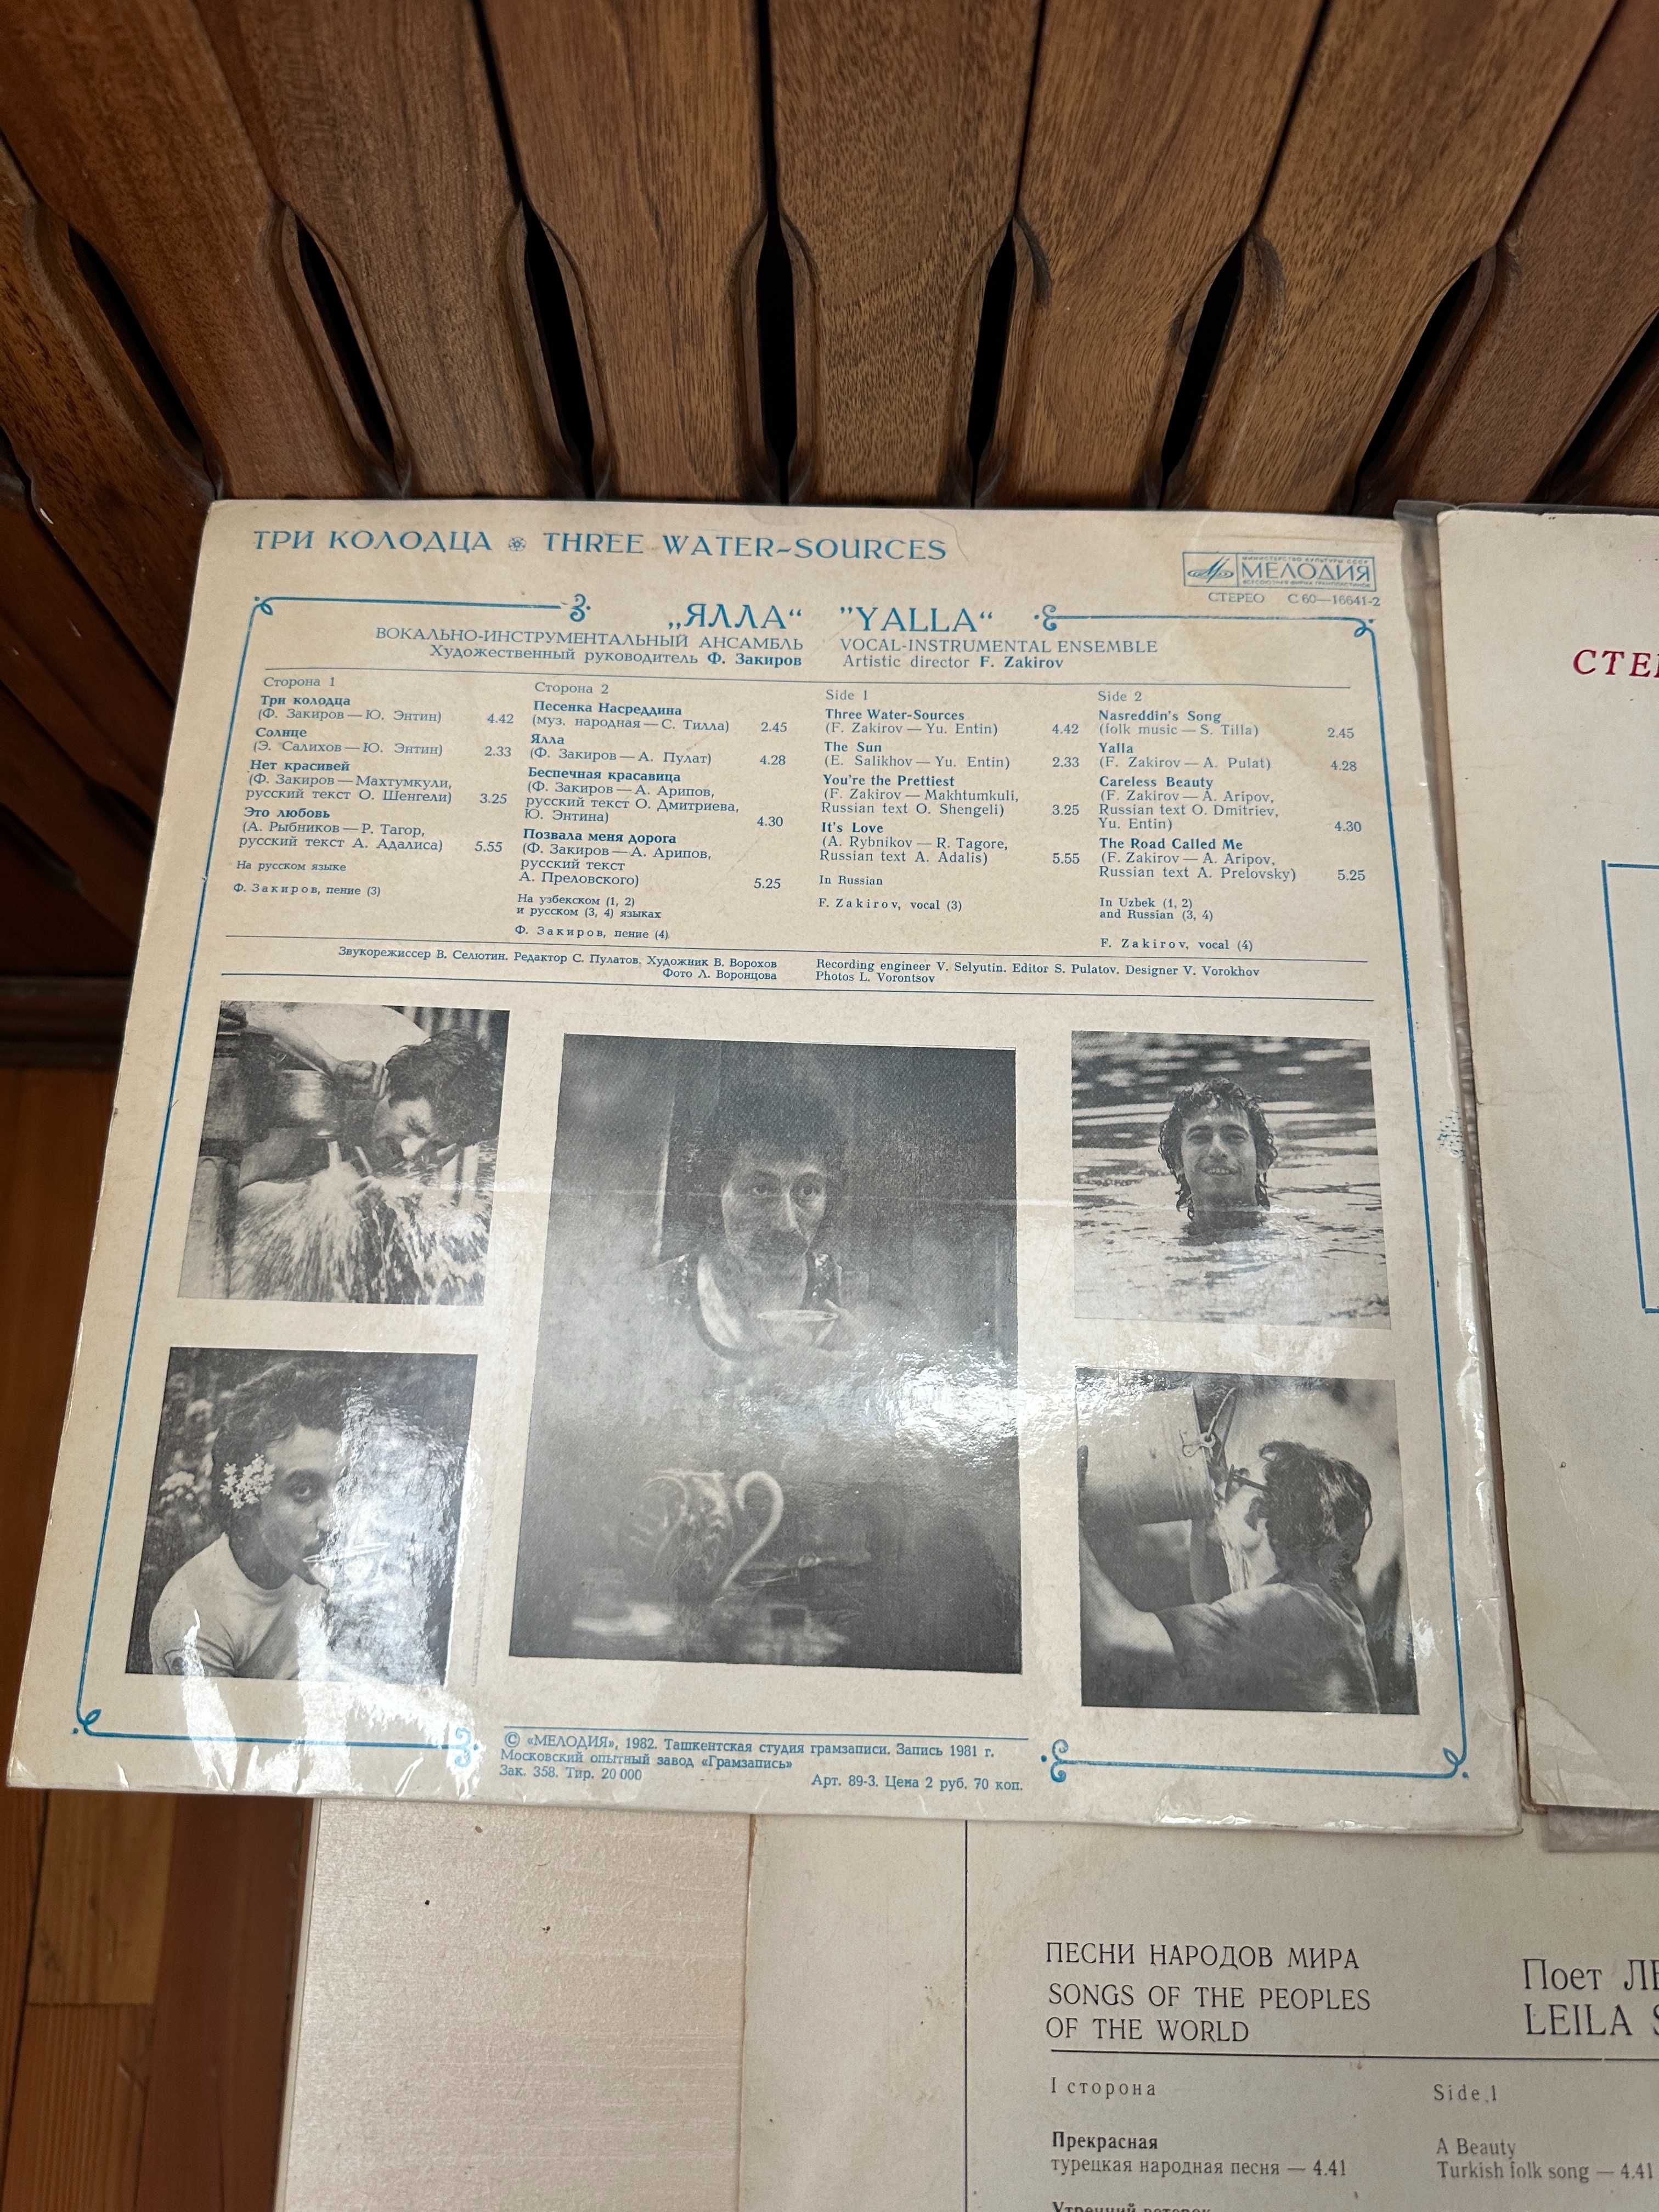 ТРИ КОЛОДЦА THREE WATER-SOURCES
МИНИСТЕРСТВО КУЛЬТУРЫ СССР
МЕЛОДИЯ
ВСЕСОЮЗНАЯ ФИРМА ГРАМПЛАСТИНОК
СТЕРЕО С 60—16641-2
„ЯЛЛА“ ”YALLA“
ВОКАЛЬНО-ИНСТРУМЕНТАЛЬНЫЙ АНСАМБЛЬ
Художественный руководитель Ф. Закиров
VOCAL-INSTRUMENTAL ENSEMBLE
Artistic director F. Zakirov
Сторона 1
Три колодца
(Ф. Закиров — Ю. Энтин) 4.42
Солнце
(Э. Салихов — Ю. Энтин) 2.33
Нет красивей
(Ф. Закиров — Махтумкули,
русский текст О. Шенгели) 3.25
Это любовь
(А. Рыбников — Р. Тагор,
русский текст А. Адалиса) 5.55
На русском языке
Ф. Закиров, пение (3)
Сторона 2
Песенка Насреддина
(муз. народная — С. Тилла) 2.45
Ялла
(Ф. Закиров — А. Пулат) 4.28
Беспечная красавица
(Ф. Закиров — А. Арипов,
русский текст О. Дмитриева,
Ю. Энтина) 4.30
Позвала меня дорога
(Ф. Закиров — А. Арипов,
русский текст
А. Преловского) 5.25
На узбекском (1, 2)
и русском (3, 4) языках
Ф. Закиров, пение (4)
Side 1
Three Water-Sources
(F. Zakirov — Yu. Entin) 4.42
The Sun
(E. Salikhov — Yu. Entin) 2.33
You're the Prettiest
(F. Zakirov — Makhtumkuli,
Russian text O. Shengeli) 3.25
It's Love
(A. Rybnikov — R. Tagore,
Russian text A. Adalis) 5.55
In Russian
F. Zakirov, vocal (3)
Side 2
Nasreddin's Song
(folk music — S. Tilla) 2.45
Yalla
(F. Zakirov — A. Pulat) 4.28
Careless Beauty
(F. Zakirov — A. Aripov,
Russian text O Dmitriev,
Yu. Entin) 4.30
The Road Called Me
(F. Zakirov — A. Aripov,
Russian text A. Prelovsky) 5.25
In Uzbek (1, 2)
and Russian (3, 4)
F. Zakirov, vocal (4)
Звукорежиссер В. Селютин. Редактор С. Пулатов. Художник В. Ворохов
Фото Л. Воронцова
Recording engineer V. Selyutin. Editor S. Pulatov. Designer V. Vorokhov
Photos L. Vorontsov
© «МЕЛОДИЯ», 1982. Ташкентская студия грамзаписи. Запись 1981 г.
Московский опытный завод «Грамзапись»
Зак. 358. Тир. 20 000 Арт. 89-3. Цена 2 руб. 70 коп.
ПЕСНИ НАРОДОВ МИРА
SONGS OF THE PEOPLES
OF THE WORLD
Поет
LEILA
I сторона
Прекрасная
турецкая народная песня — 4.41
Side 1
A Beauty
Turkish folk song — 4.41